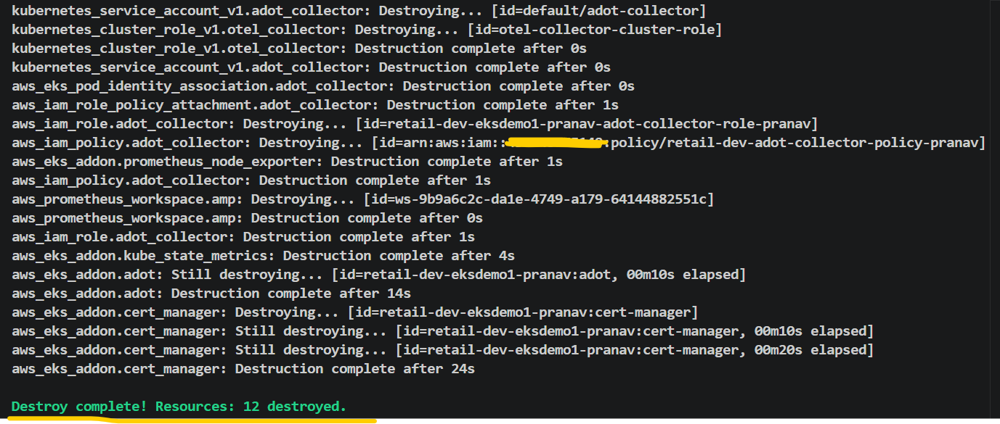 kubernetes_service_account_v1.adot_collector: Destroying... [id=default/adot-collector]
kubernetes_cluster_role_v1.otel_collector: Destroying... [id=otel-collector-cluster-role]
kubernetes_cluster_role_v1.otel_collector: Destruction complete after 0s
kubernetes_service_account_v1.adot_collector: Destruction complete after 0s
aws_eks_pod_identity_association.adot_collector: Destruction complete after 0s
aws_iam_role_policy_attachment.adot_collector: Destruction complete after 1s
aws_iam_role.adot_collector: Destroying... [id=retail-dev-eksdemo1-pranav-adot-collector-role-pranav]
aws_iam_policy.adot_collector: Destroying... [id=arn:aws:iam:: :policy/retail-dev-adot-collector-policy-pranav]
aws_eks_addon.prometheus_node_exporter: Destruction complete after 1s
aws_iam_policy.adot_collector: Destruction complete after 1s
aws_prometheus_workspace.amp: Destroying... [id=ws-9b9a6c2c-da1e-4749-a179-64144882551c]
aws_prometheus_workspace.amp: Destruction complete after 0s
aws_iam_role.adot_collector: Destruction complete after 1s
aws_eks_addon.kube_state_metrics: Destruction complete after 4s
aws_eks_addon.adot: Still destroying... [id=retail-dev-eksdemo1-pranav:adot, 00m10s elapsed]
aws_eks_addon.adot: Destruction complete after 14s
aws_eks_addon.cert_manager: Destroying... [id=retail-dev-eksdemo1-pranav:cert-manager]
aws_eks_addon.cert_manager: Still destroying... [id=retail-dev-eksdemo1-pranav:cert-manager, 00m10s elapsed]
aws_eks_addon.cert_manager: Still destroying... [id=retail-dev-eksdemo1-pranav:cert-manager, 00m20s elapsed]
aws_eks_addon.cert_manager: Destruction complete after 24s
Destroy complete! Resources: 12 destroyed.